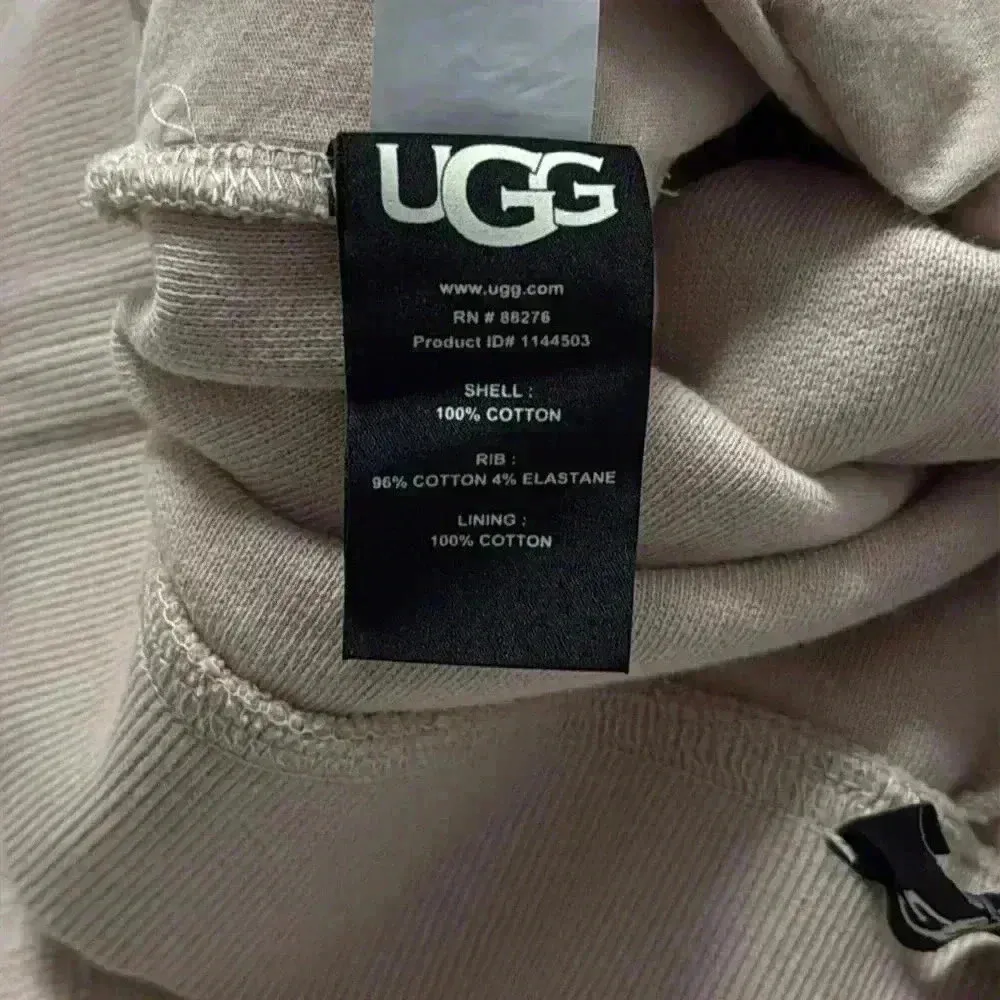 UGG
www.ugg.com
RN # 88276
Product ID# 1144503
SHELL :
100% COTTON
RIB :
96% COTTON 4% ELASTANE
LINING :
100% COTTON